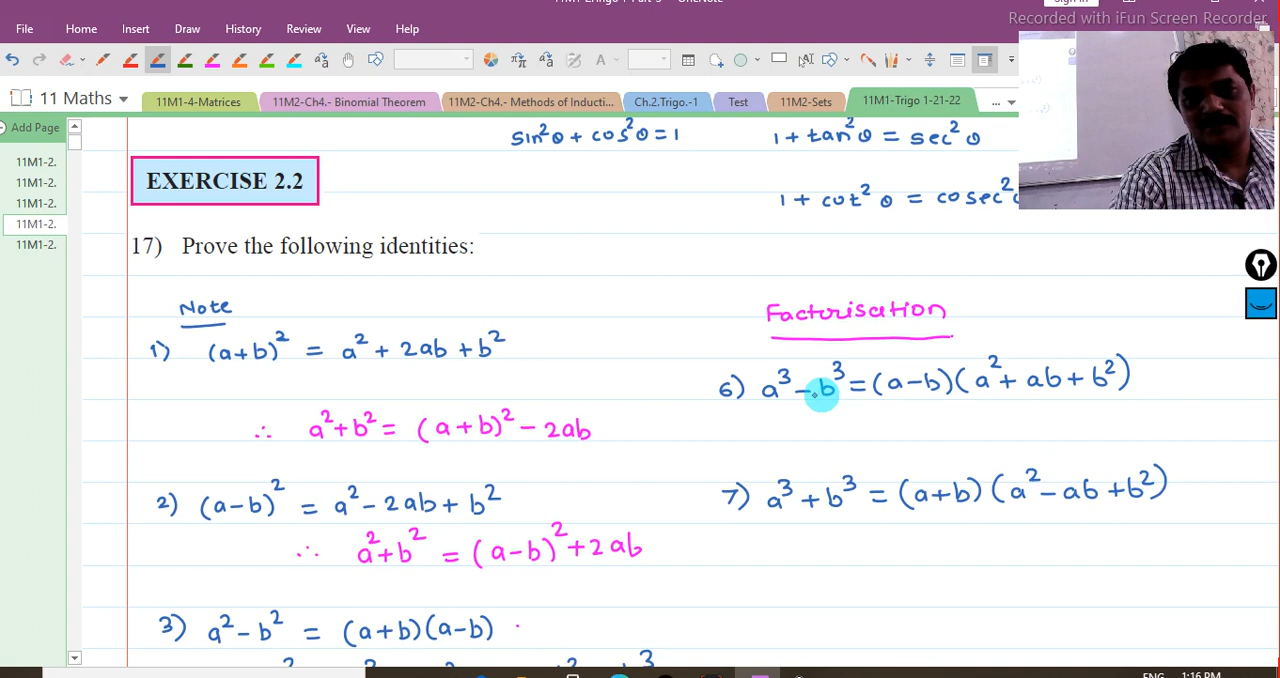 Recorded with iFun Screen Recorder
File Home Insert Draw History Review View Help
11 Maths
11M1-4-Matrices
11M2-Ch4.- Binomial Theorem
11M2-Ch4.- Methods of Inducti...
Ch.2.Trigo.-1
Test
11M2-Sets
11M1-Trigo 1-21-22
...
Add Page
11M1-2.
11M1-2.
11M1-2.
11M1-2.
11M1-2.
sin²θ + cos²θ = 1
1 + tan²θ = sec²θ
EXERCISE 2.2
1 + cot²θ = cosec²
17) Prove the following identities:
Note
1) (a+b)² = a² + 2ab + b²
∴ a²+b² = (a+b)² - 2ab
2) (a-b)² = a² - 2ab + b²
∴ a²+b² = (a-b)² + 2ab
3) a² - b² = (a+b)(a-b)
Factorisation
6) a³ - b³ = (a-b)(a² + ab + b²)
7) a³ + b³ = (a+b)(a² - ab + b²)
ENG 1:16 PM